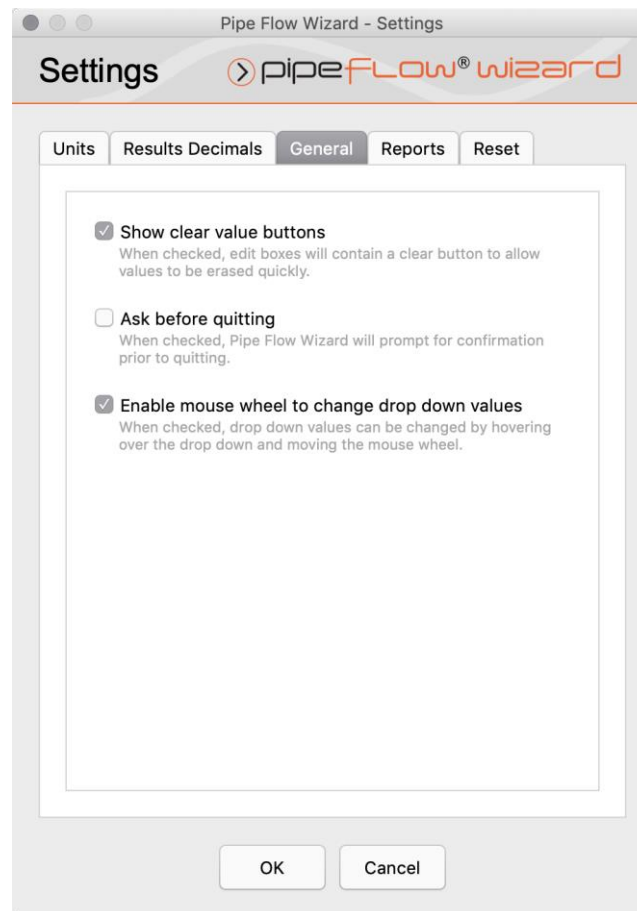 Pipe Flow Wizard - Settings
Settings
pipeflow® wizard
Units
Results Decimals
General
Reports
Reset
Show clear value buttons
When checked, edit boxes will contain a clear button to allow
values to be erased quickly.
Ask before quitting
When checked, Pipe Flow Wizard will prompt for confirmation
prior to quitting.
Enable mouse wheel to change drop down values
When checked, drop down values can be changed by hovering
over the drop down and moving the mouse wheel.
OK
Cancel